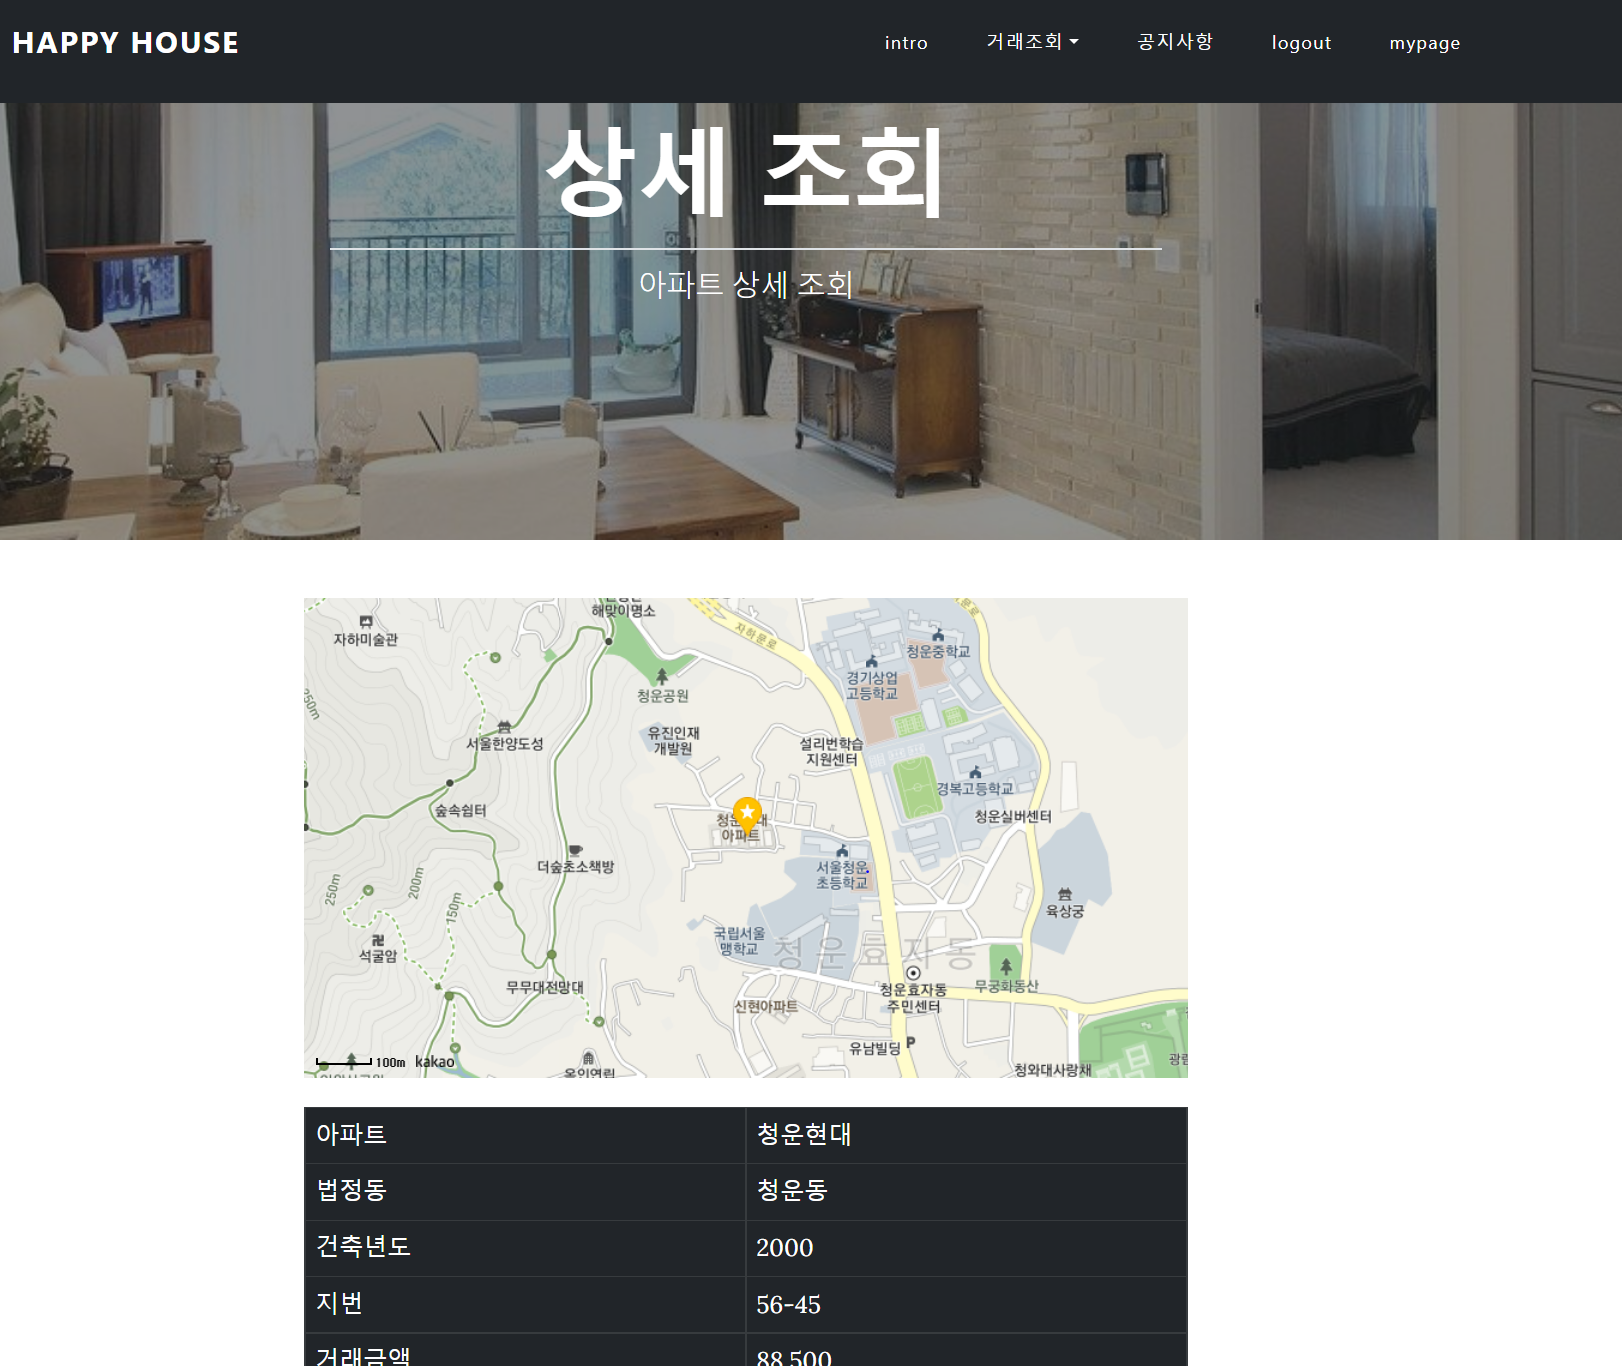 HAPPY HOUSE
intro
거래조회
공지사항
logout
mypage
상세 조회
아파트 상세 조회
해맞이명소
자하문로
자하미술관
청운중학교
경기상업
고등학교
청운공원
250m
서울한양도성
유진인재
개발원
설리번학습
지원센터
경복고등학교
숲속쉼터
청운실버센터
아파트
더숲초소책방
서울청운
초등학교
250m
200m
150m
육상궁
국립서울
맹학교
석굴암
청운효자동
무무대전망대
청운효자동
주민센터
무궁화동산
신현아파트
유남빌딩
P
100m
kakao
옥인연립
청와대사랑채
아파트
청운현대
법정동
청운동
건축년도
2000
지번
56-45
거래금액
88,500